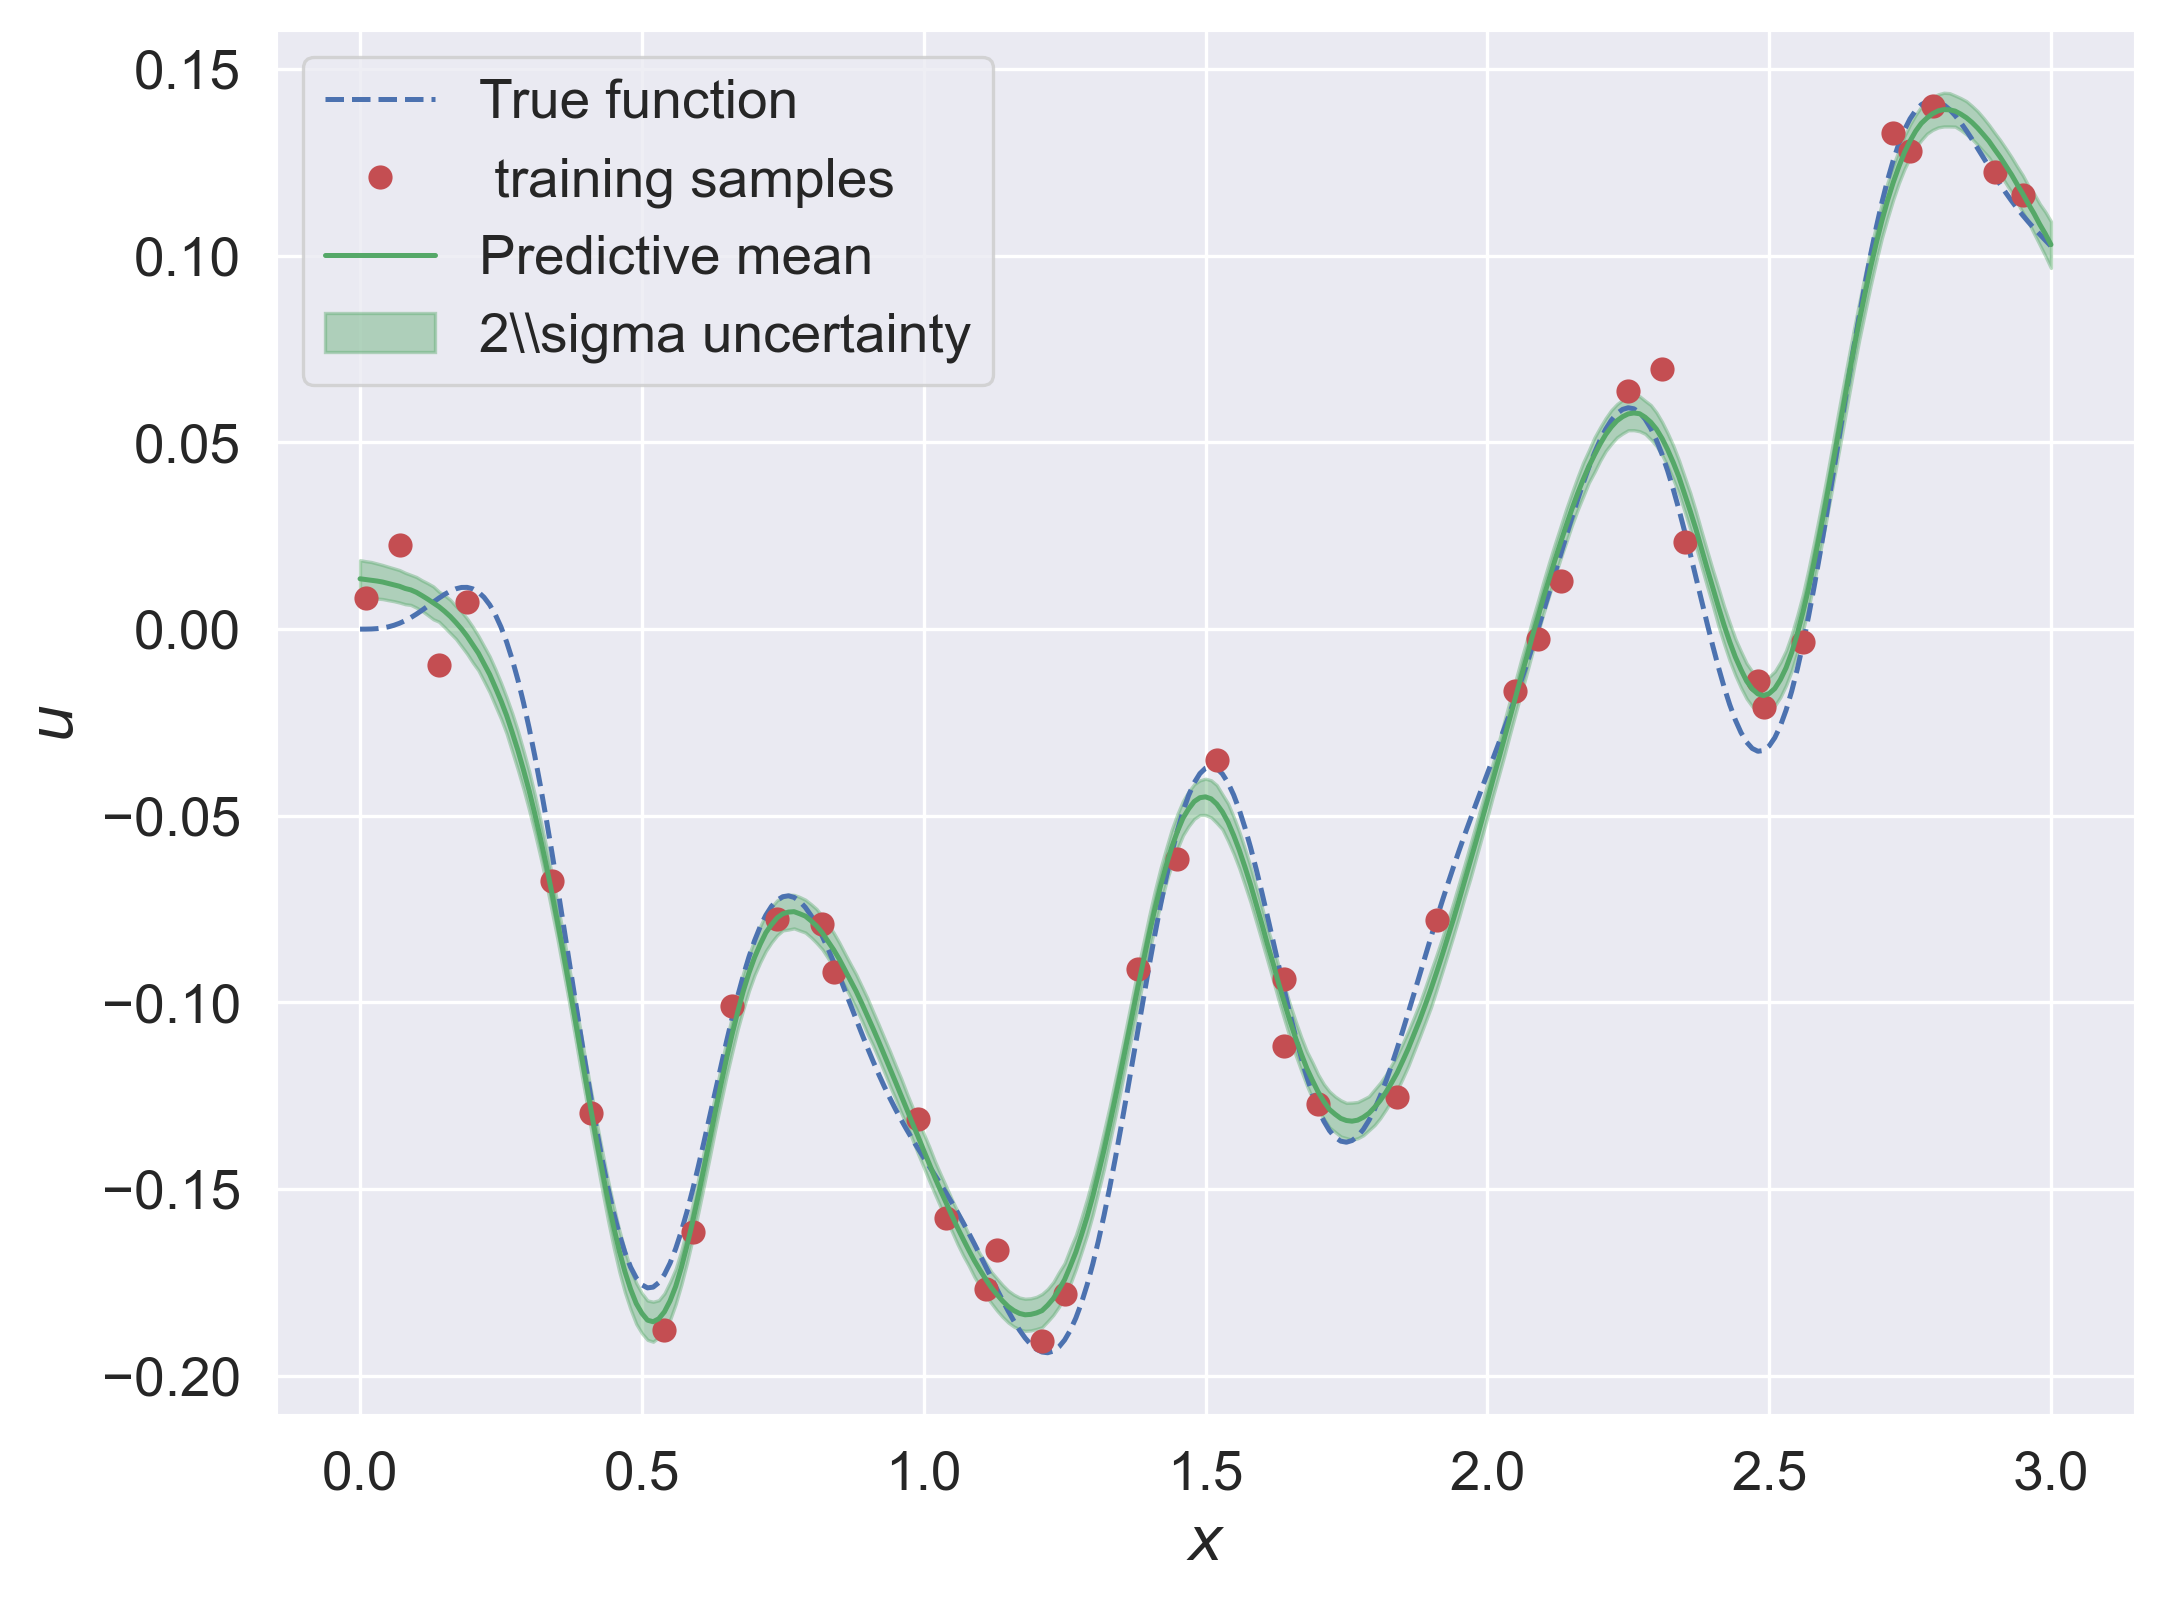 True function
training samples
Predictive mean
2\\sigma uncertainty
0.15
0.10
0.05
0.00
−0.05
−0.10
−0.15
−0.20
u
0.0 0.5 1.0 1.5 2.0 2.5 3.0
x